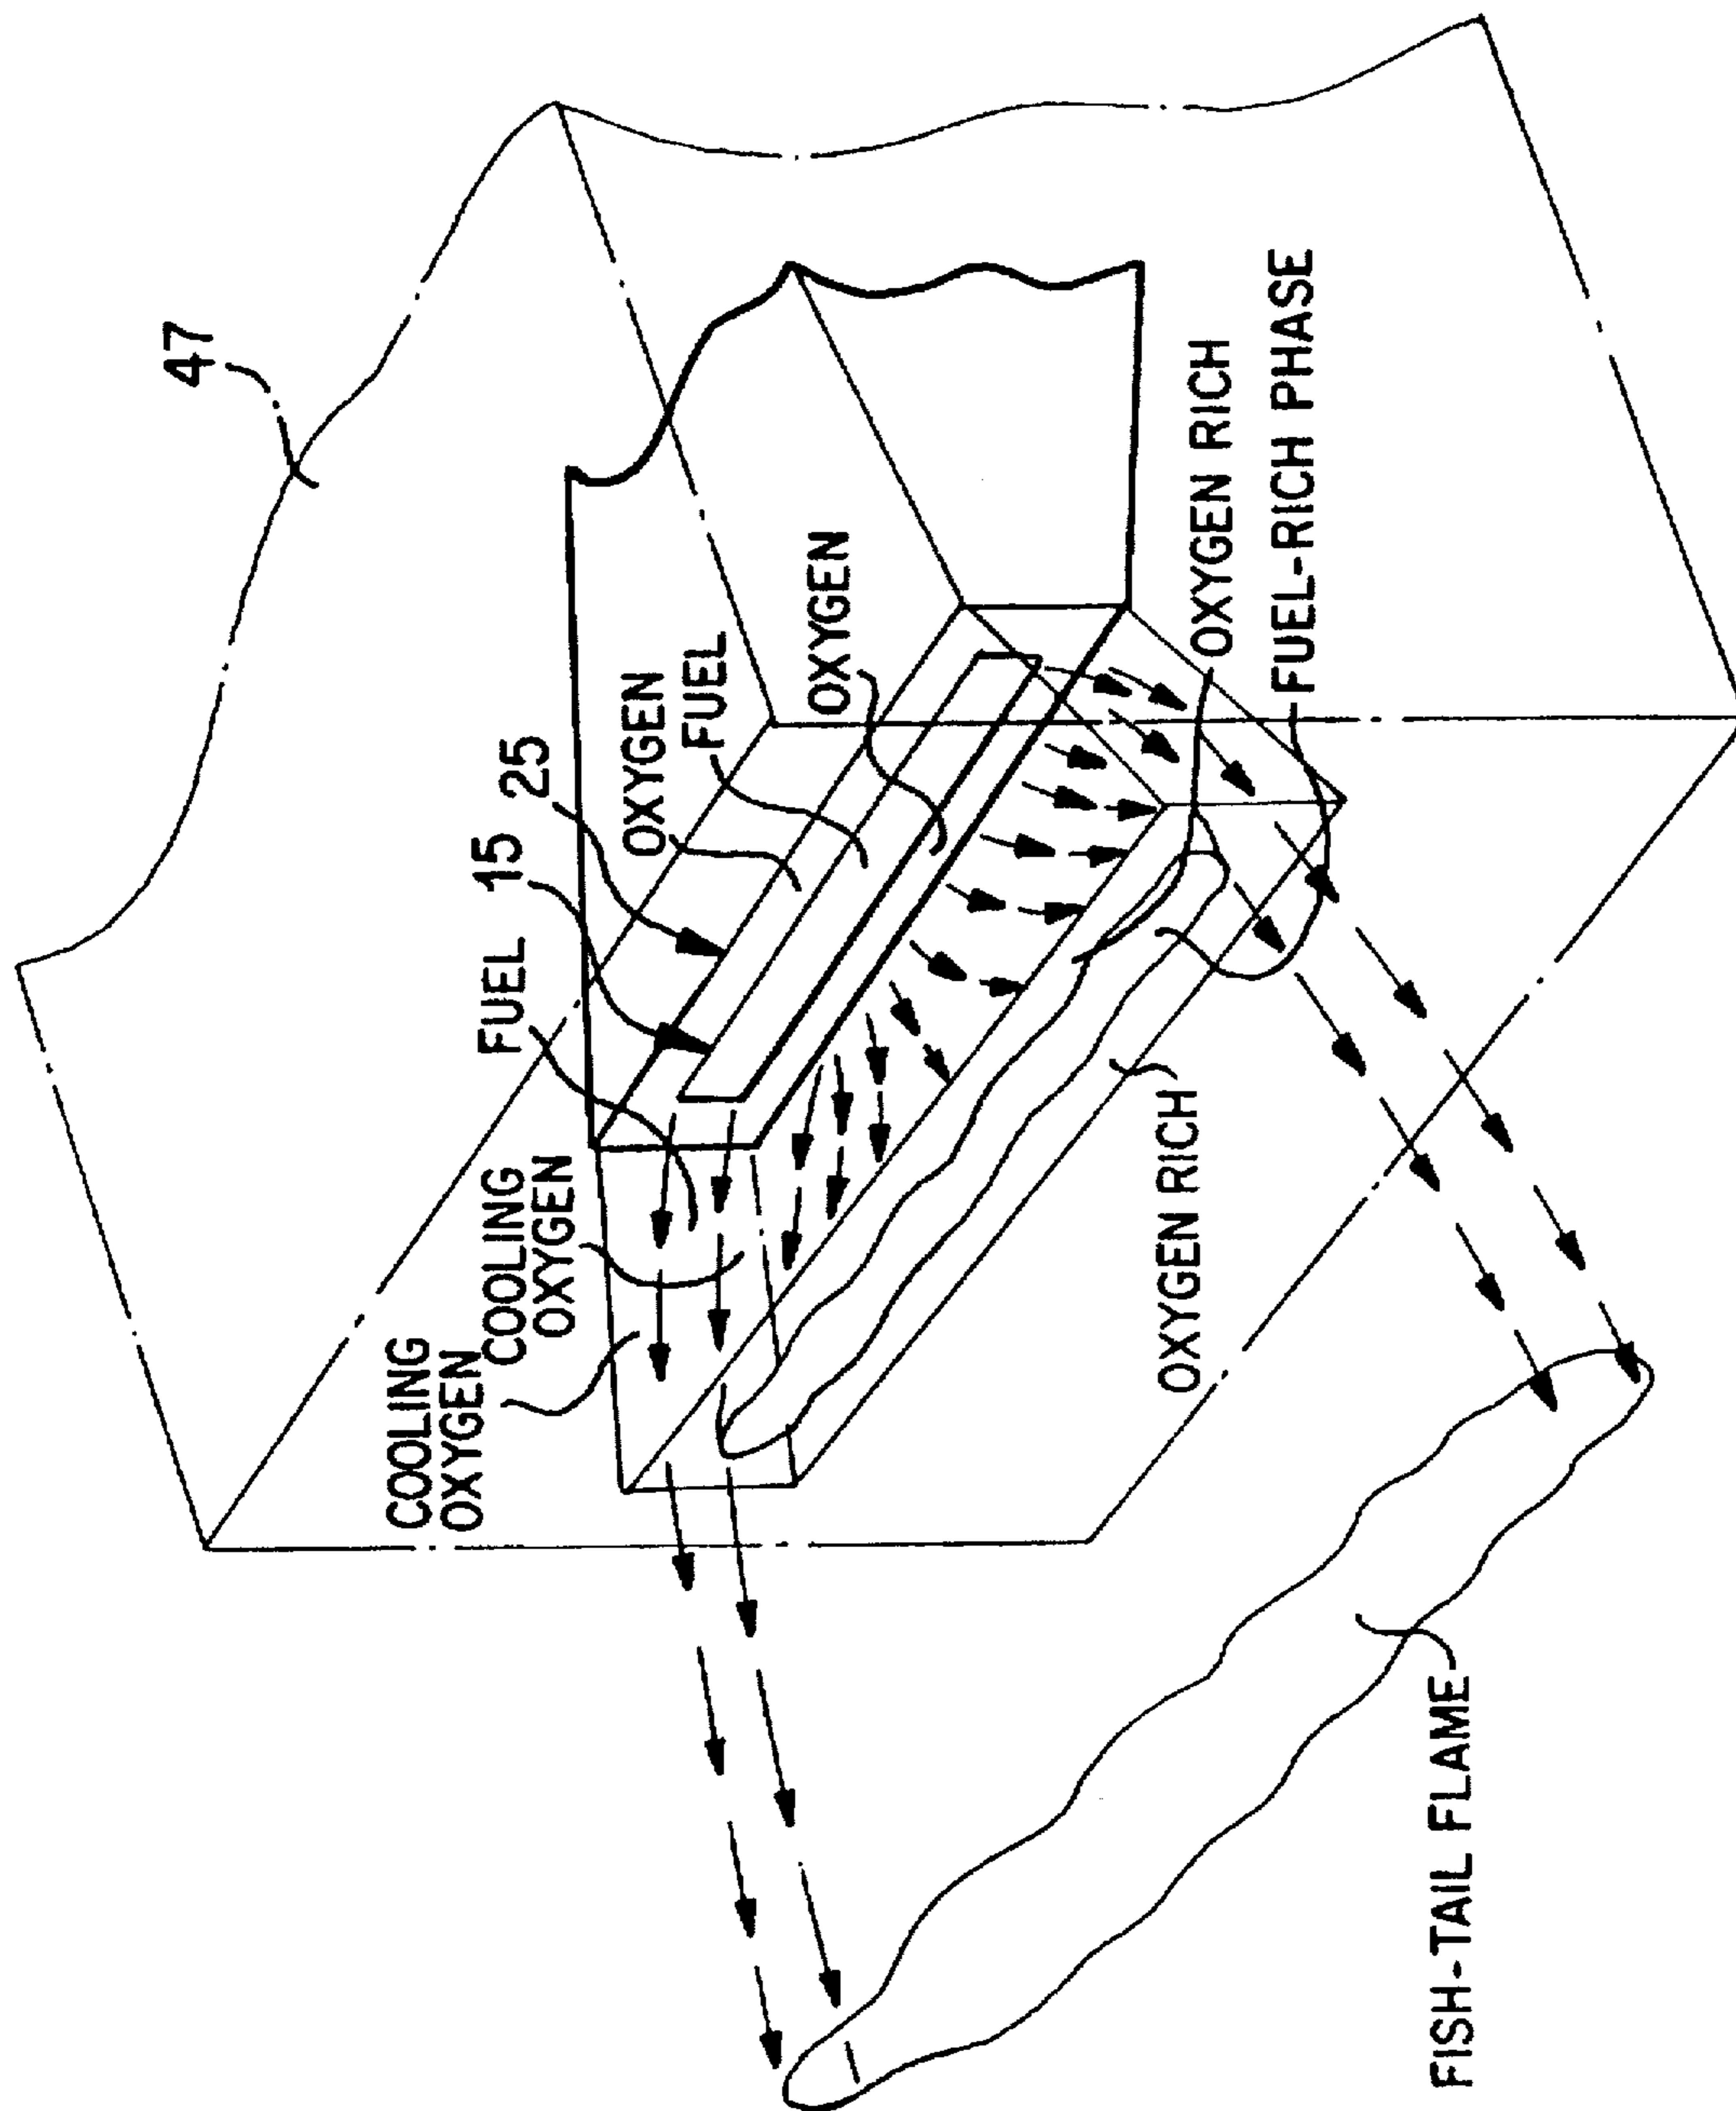 47
COOLING
OXYGEN
COOLING
OXYGEN
FUEL
15
25
OXYGEN
FUEL
OXYGEN
OXYGEN RICH
OXYGEN RICH
FUEL-RICH PHASE
FISH-TAIL FLAME